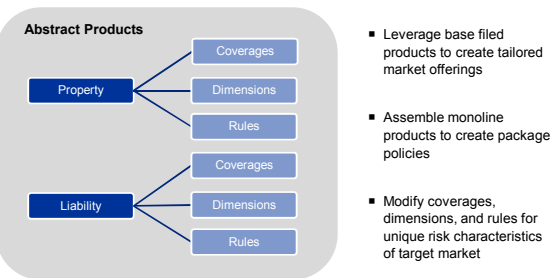 Abstract Products
Coverages
Property
Dimensions
Rules
Coverages
Liability
Dimensions
Rules
▪ Leverage base filed
products to create tailored
market offerings
▪ Assemble monoline
products to create package
policies
▪ Modify coverages,
dimensions, and rules for
unique risk characteristics
of target market